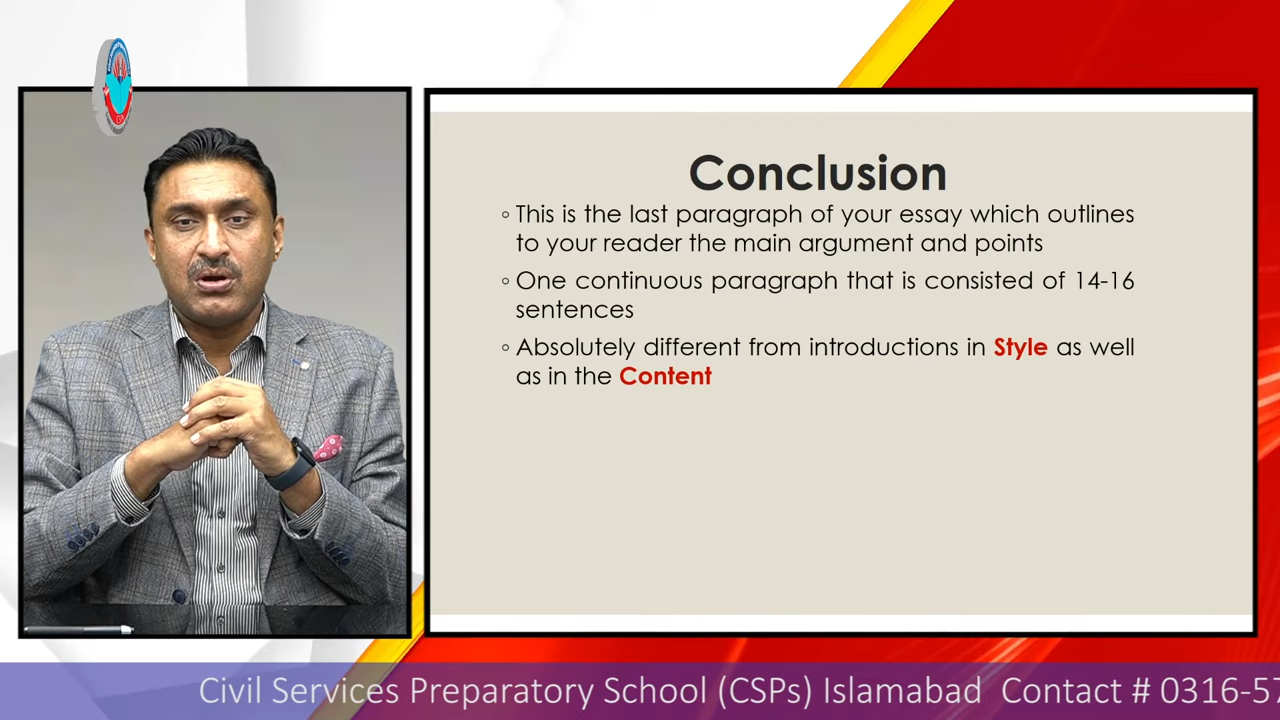 Conclusion
◦ This is the last paragraph of your essay which outlines
to your reader the main argument and points
◦ One continuous paragraph that is consisted of 14-16
sentences
◦ Absolutely different from introductions in Style as well
as in the Content
Civil Services Preparatory School (CSPs) Islamabad Contact # 0316-57